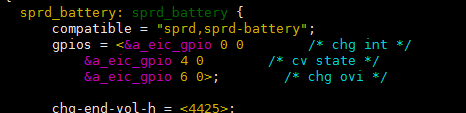 sprd_battery: sprd_battery {
compatible = "sprd,sprd-battery";
gpios = <&a_eic_gpio 0 0 /* chg int */
&a_eic_gpio 4 0 /* cv state */
&a_eic_gpio 6 0>; /* chg ovi */
chg-end-vol-h = <4425>;